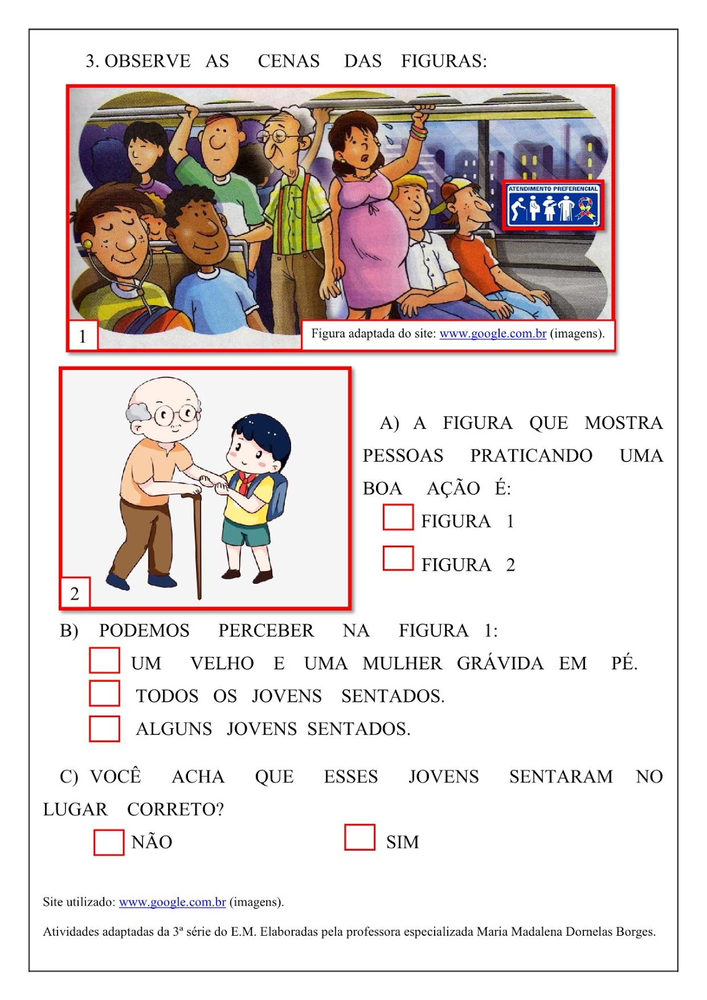 3. OBSERVE AS CENAS DAS FIGURAS:
ATENDIMENTO PREFERENCIAL
1
Figura adaptada do site: www.google.com.br (imagens).
A) A FIGURA QUE MOSTRA
PESSOAS PRATICANDO UMA
BOA AÇÃO É:
FIGURA 1
FIGURA 2
2
B) PODEMOS PERCEBER NA FIGURA 1:
UM VELHO E UMA MULHER GRÁVIDA EM PÉ.
TODOS OS JOVENS SENTADOS.
ALGUNS JOVENS SENTADOS.
C) VOCÊ ACHA QUE ESSES JOVENS SENTARAM NO
LUGAR CORRETO?
NÃO SIM
Site utilizado: www.google.com.br (imagens).
Atividades adaptadas da 3ª série do E.M. Elaboradas pela professora especializada Maria Madalena Dornelas Borges.